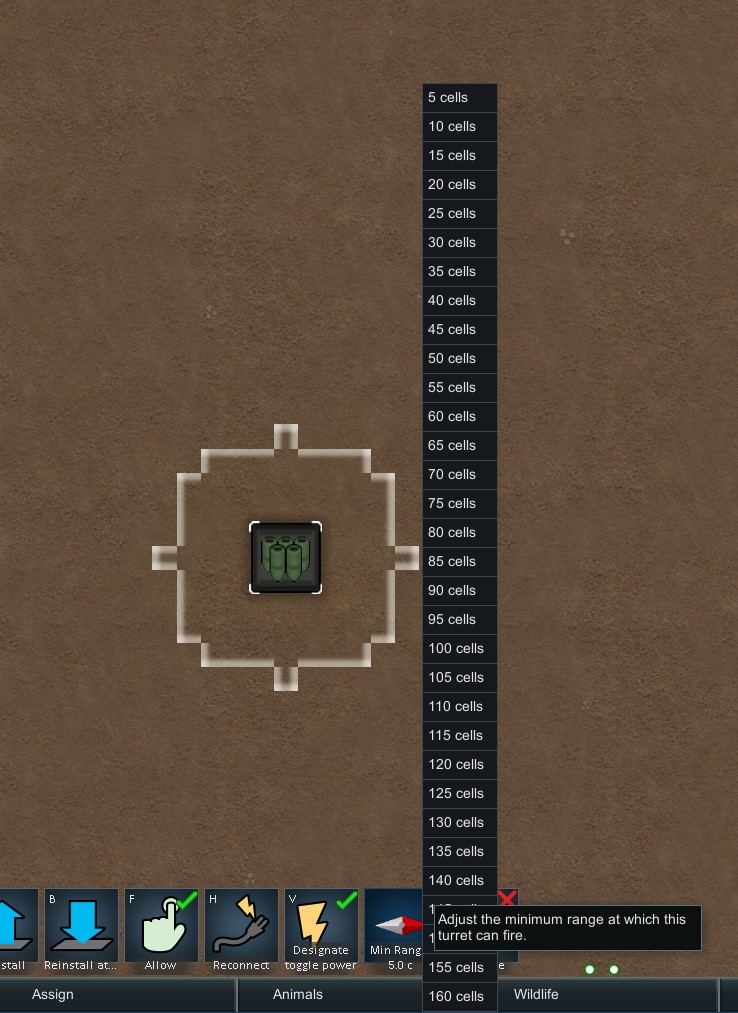 5 cells
10 cells
15 cells
20 cells
25 cells
30 cells
35 cells
40 cells
45 cells
50 cells
55 cells
60 cells
65 cells
70 cells
75 cells
80 cells
85 cells
90 cells
95 cells
100 cells
105 cells
110 cells
115 cells
120 cells
125 cells
130 cells
135 cells
140 cells
Adjust the minimum range at which this
turret can fire.
155 cells
160 cells
stall
B
Reinstall at...
F
Allow
H
Reconnect
V
Designate
toggle power
Min Rang
5.0 c
Assign
Animals
Wildlife